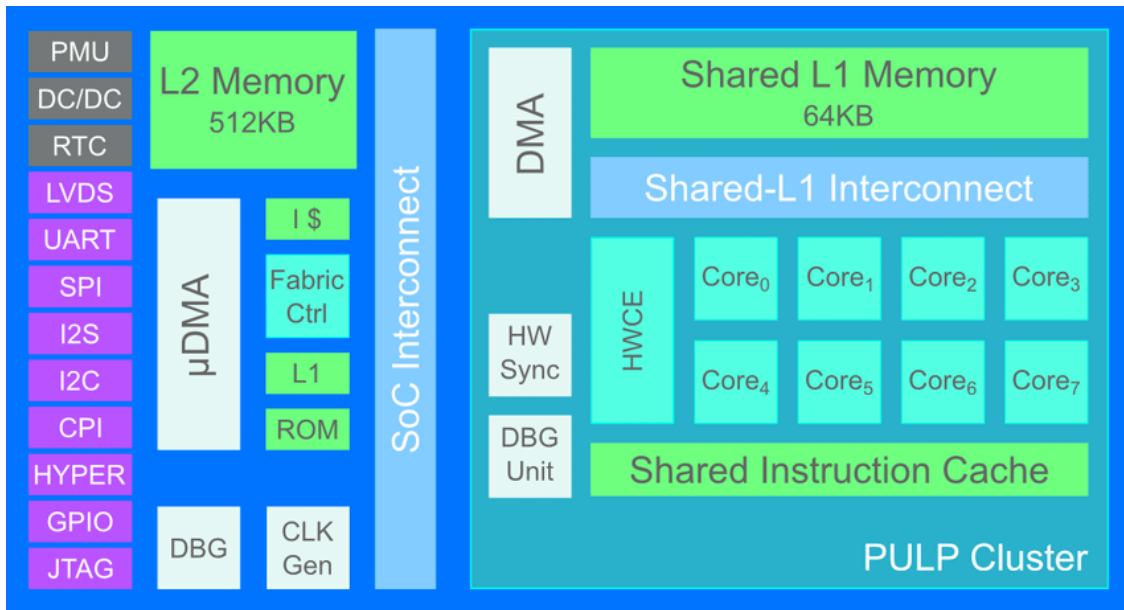 PMU
DC/DC
RTC
LVDS
UART
SPI
I2S
I2C
CPI
HYPER
GPIO
JTAG
L2 Memory
512KB
µDMA
I $
Fabric
Ctrl
L1
ROM
DBG
CLK
Gen
SoC Interconnect
DMA
Shared L1 Memory
64KB
Shared-L1 Interconnect
HW
Sync
DBG
Unit
HWCE
Core₀ Core₁ Core₂ Core₃
Core₄ Core₅ Core₆ Core₇
Shared Instruction Cache
PULP Cluster